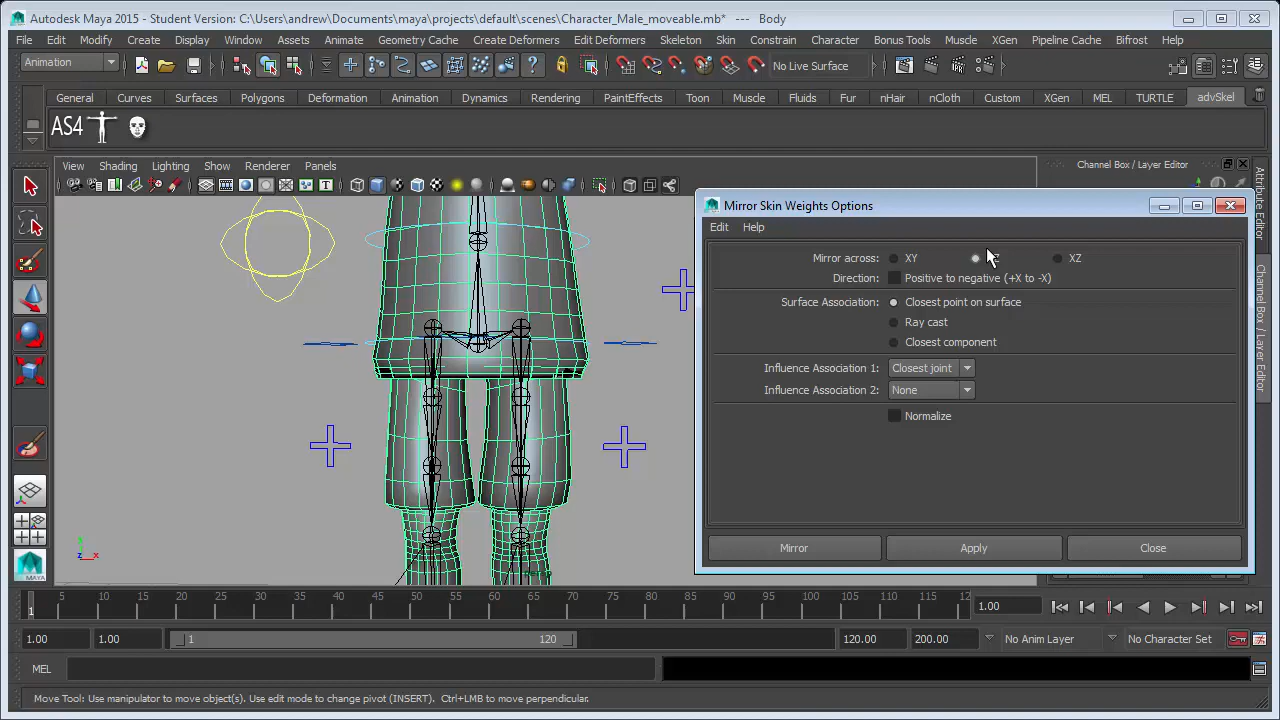 Autodesk Maya 2015 - Student Version: C:\Users\andrew\Documents\maya\projects\default\scenes\Character_Male_moveable.mb* --- Body
File Edit Modify Create Display Window Assets Animate Geometry Cache Create Deformers Edit Deformers Skeleton Skin Constrain Character Bonus Tools Muscle XGen Pipeline Cache Bifrost Help
Animation No Live Surface
General Curves Surfaces Polygons Deformation Animation Dynamics Rendering PaintEffects Toon Muscle Fluids Fur nHair nCloth Custom XGen MEL TURTLE advSkel
AS4
View Shading Lighting Show Renderer Panels
Channel Box / Layer Editor
Attribute Editor
Channel Box / Layer Editor
Mirror Skin Weights Options
Edit Help
Mirror across: XY XZ
Direction: Positive to negative (+X to -X)
Surface Association: Closest point on surface
Ray cast
Closest component
Influence Association 1: Closest joint
Influence Association 2: None
Normalize
Mirror Apply Close
y
z x
MAYA
5 10 15 20 25 30 35 40 45 50 55 60 65 70 75 80 85 90 95 100 105 110 115 12
1
1.00
1.00 1.00 1 120 120.00 200.00 No Anim Layer No Character Set
MEL
Move Tool: Use manipulator to move object(s). Use edit mode to change pivot (INSERT). Ctrl+LMB to move perpendicular.